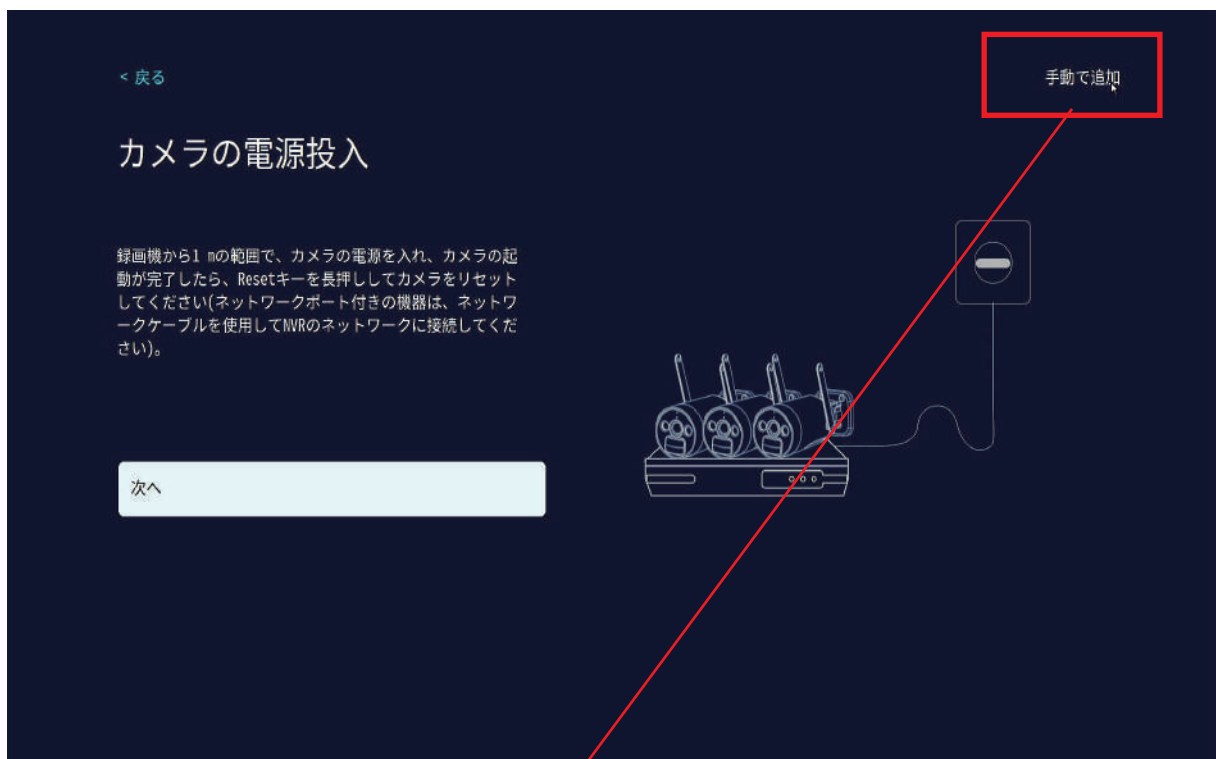 < 戻る
手動で追加
カメラの電源投入
録画機から1 mの範囲で、カメラの電源を入れ、カメラの起
動が完了したら、Resetキーを長押ししてカメラをリセット
してください(ネットワークポート付きの機器は、ネットワ
ークケーブルを使用してNVRのネットワークに接続してくだ
さい)。
次へ